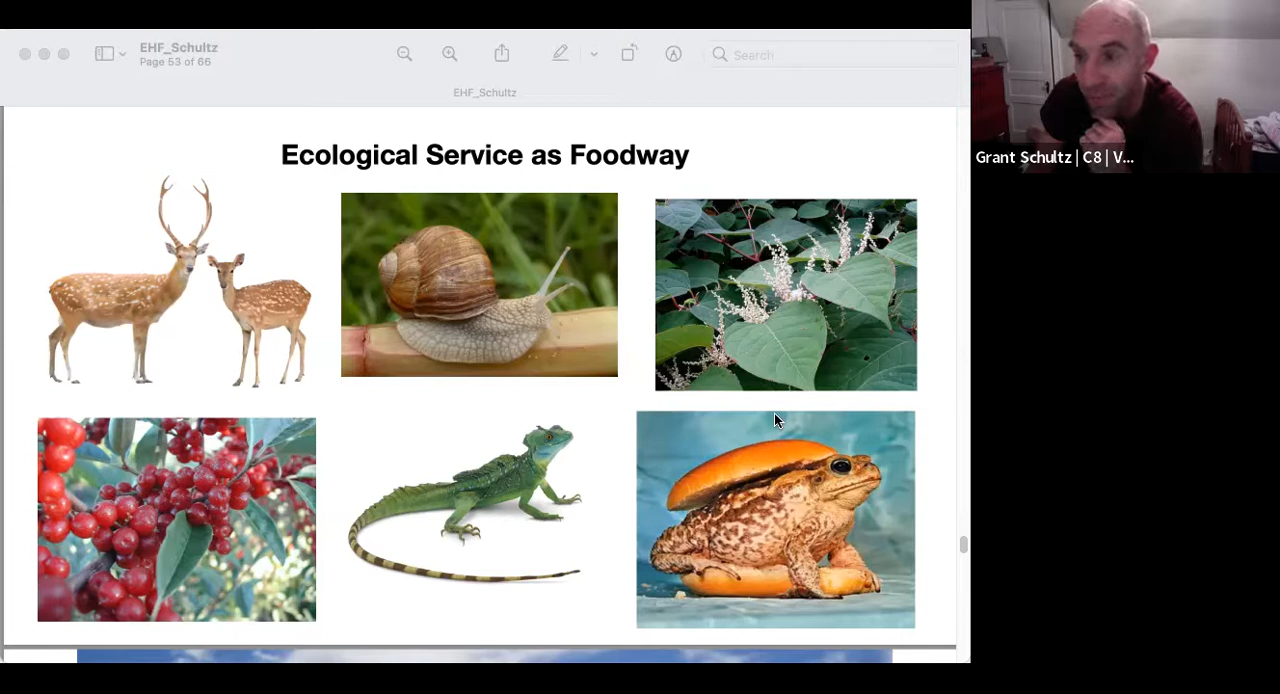 EHF_Schultz
Page 53 of 66
Search
EHF_Schultz
Ecological Service as Foodway
Grant Schultz | C8 | V...